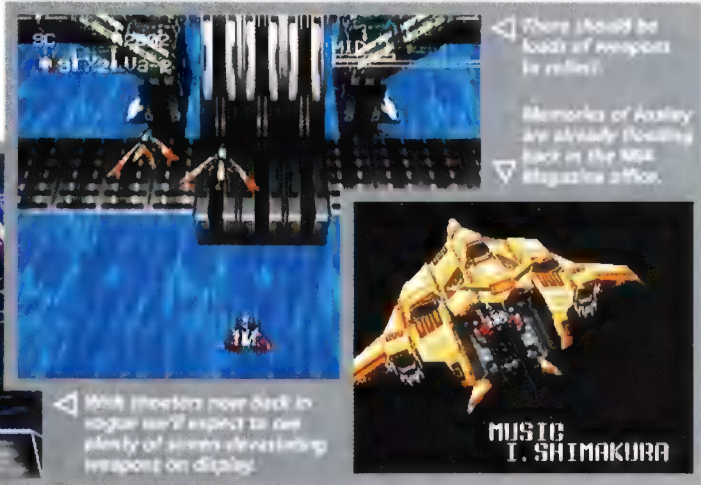 There should be
loads of weapons
to collect.
Memories of
are already flooding
back in the N64
Magazine office.
With shooters now back in
vogue we'll expect to see
plenty of screen devastating
weapons on display.
MUSIC
I. SHIMAKURA